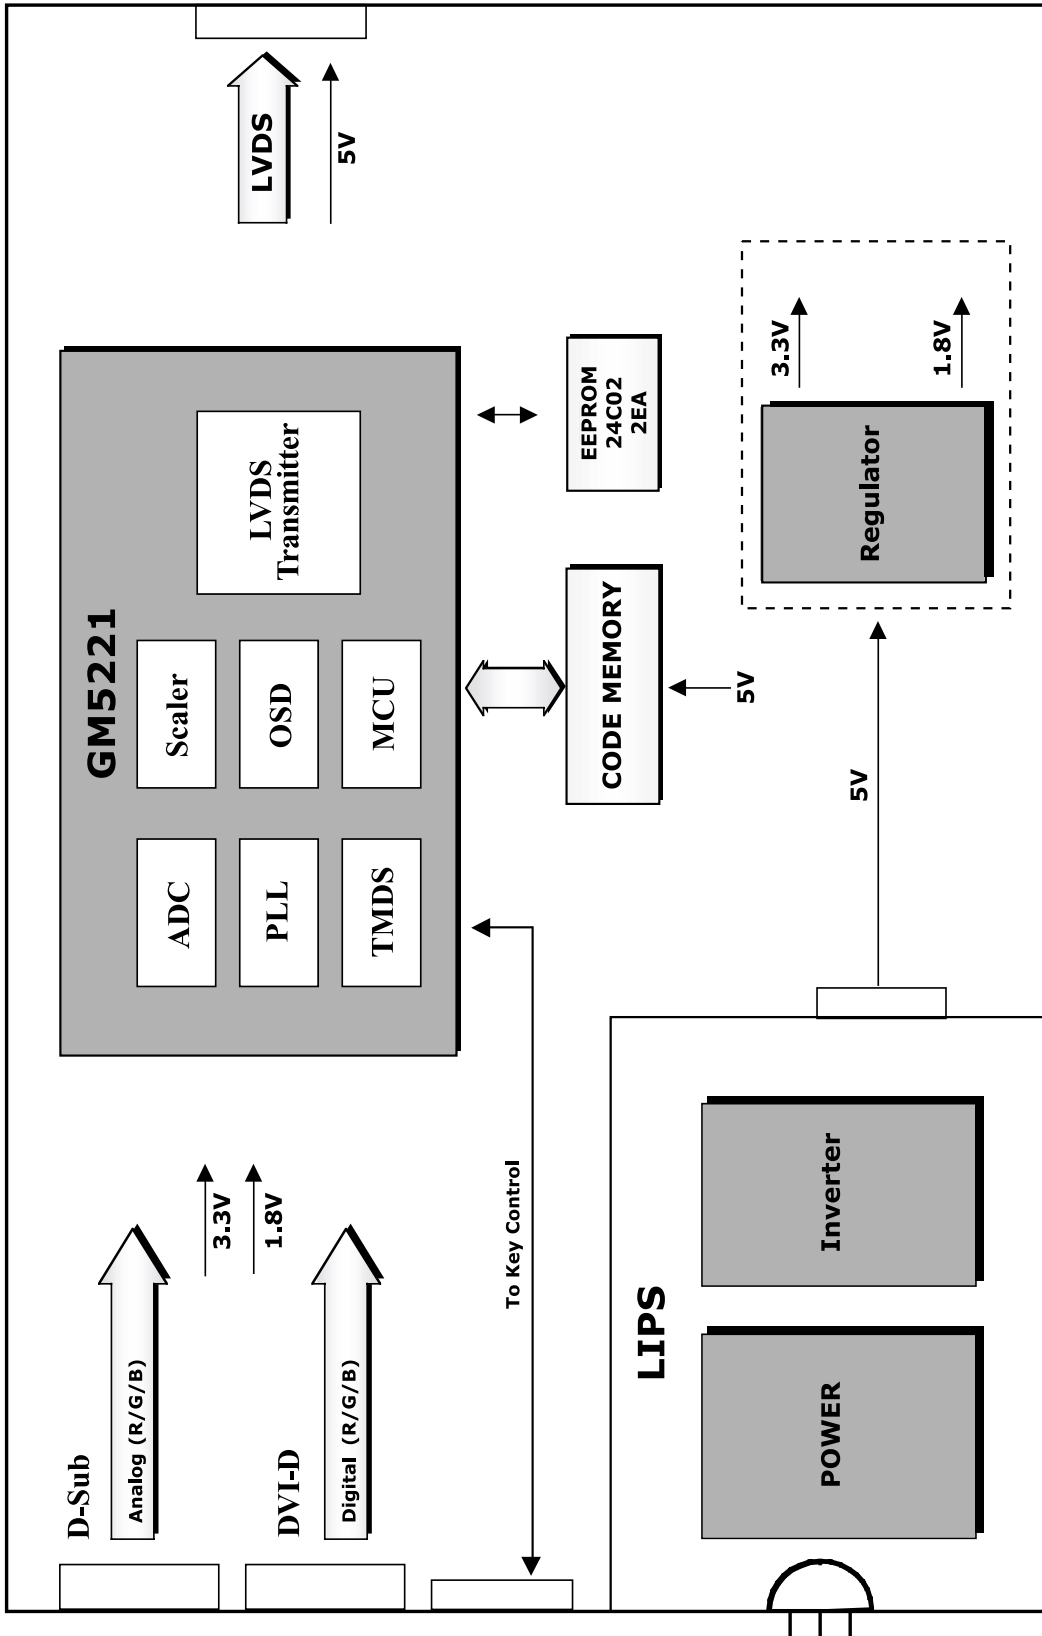 D-Sub
Analog (R/G/B)
DVI-D
Digital (R/G/B)
3.3V
1.8V
To Key Control
GM5221
ADC
Scaler
PLL
OSD
TMDS
MCU
LVDS
Transmitter
LVDS
5V
CODE MEMORY
5V
EEPROM
24C02
2EA
LIPS
POWER
Inverter
5V
Regulator
3.3V
1.8V